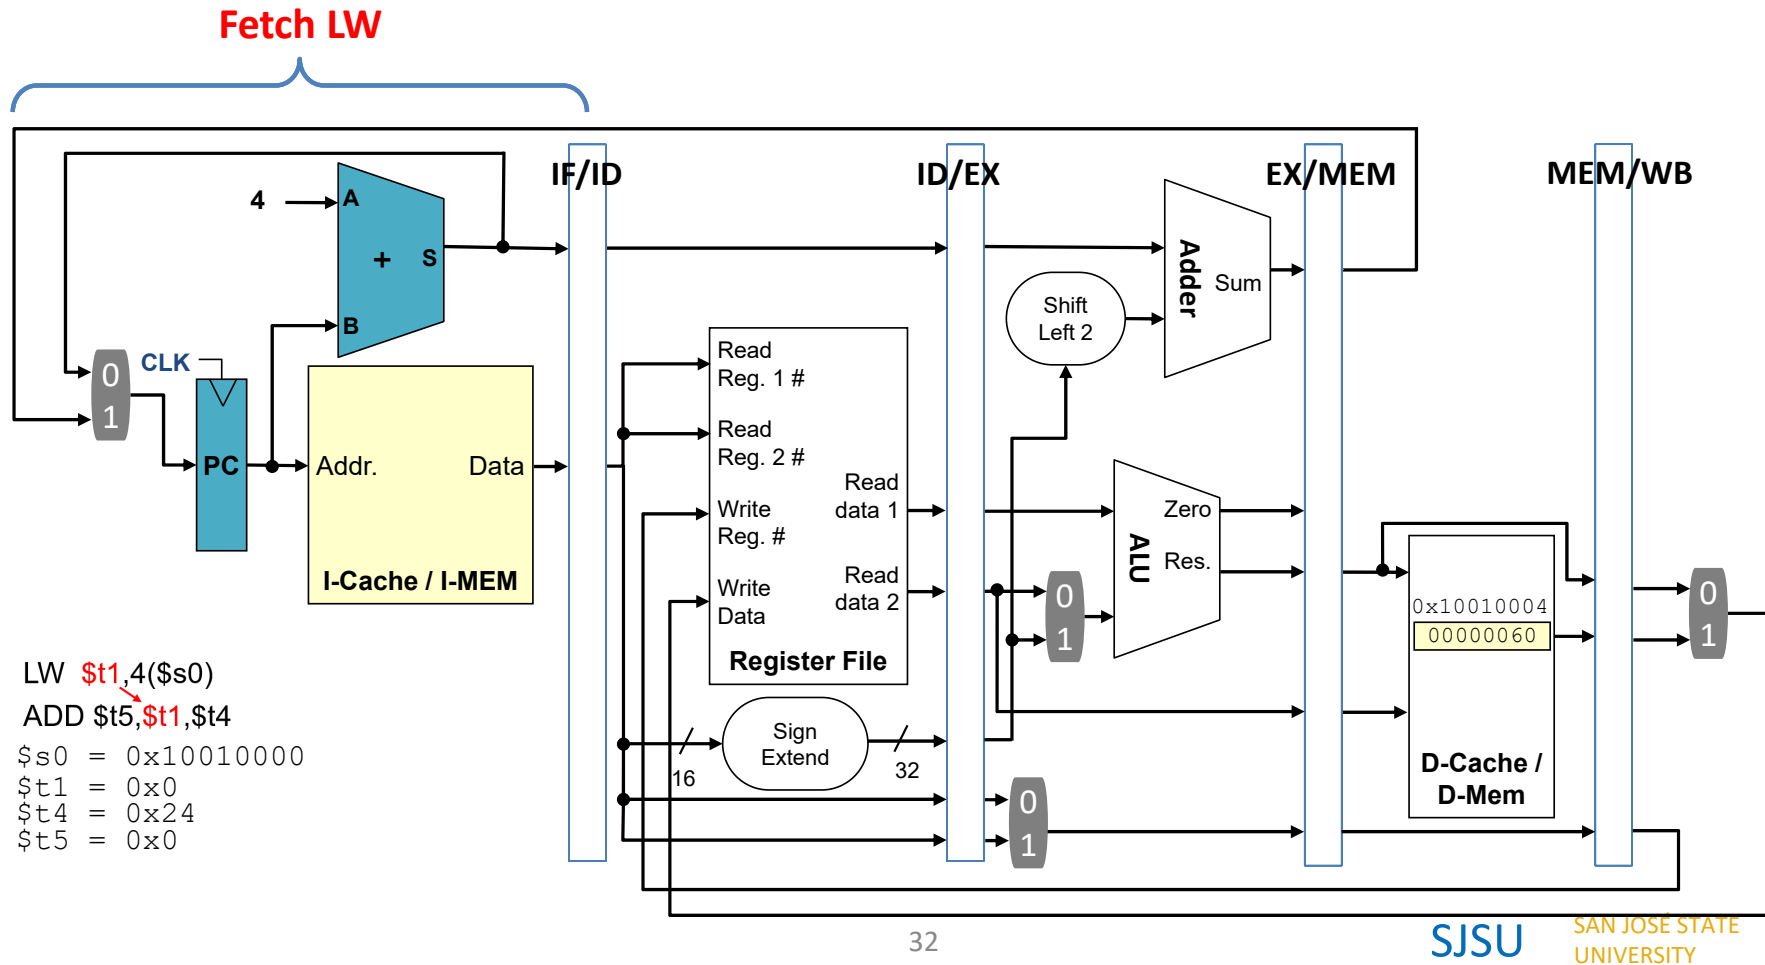 Fetch LW
IF/ID
ID/EX
EX/MEM
MEM/WB
4
A
+
S
B
CLK
0
1
PC
Addr.
Data
I-Cache / I-MEM
Read
Reg. 1 #
Read
Reg. 2 #
Write
Reg. #
Write
Data
Read
data 1
Read
data 2
Register File
Sign
Extend
16
32
Shift
Left 2
Adder
Sum
ALU
Zero
Res.
0
1
0
1
0x10010004
00000060
D-Cache /
D-Mem
0
1
LW $t1,4($s0)
ADD $t5,$t1,$t4
$s0 = 0x10010000
$t1 = 0x0
$t4 = 0x24
$t5 = 0x0
32
SJSU
SAN JOSÉ STATE
UNIVERSITY